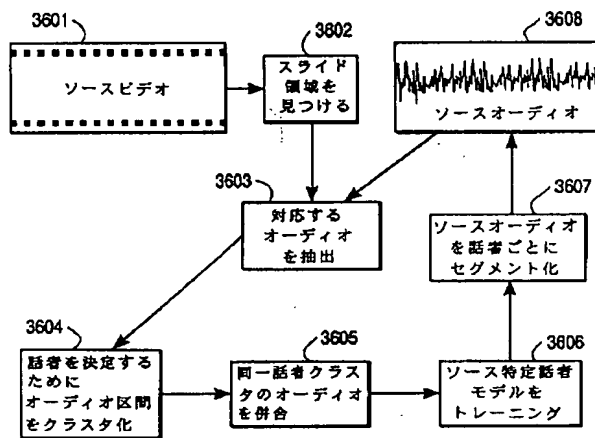 3601
ソースビデオ
3602
スライド
領域を
見つける
3608
ソースオーディオ
3603
対応する
オーディオ
を抽出
3607
ソースオーディオ
を話者ごとに
セグメント化
3604
話者を決定する
ために
オーディオ区間
をクラスタ化
3605
同一話者クラス
タのオーディオ
を併合
3606
ソース特定話者
モデルを
トレーニング